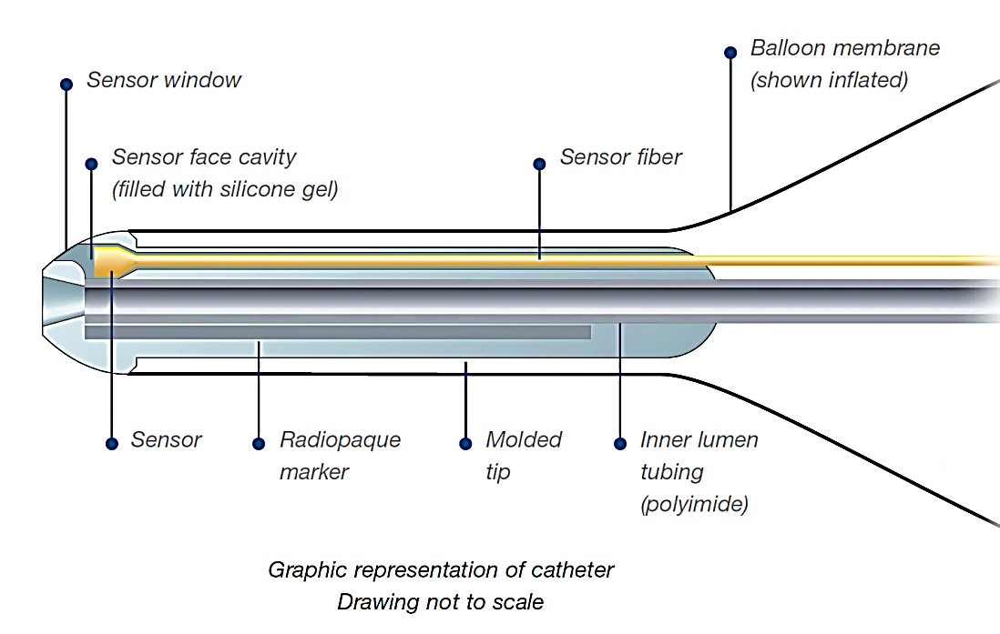 Balloon membrane
(shown inflated)
Sensor window
Sensor face cavity
(filled with silicone gel)
Sensor fiber
Sensor
Radiopaque
marker
Molded
tip
Inner lumen
tubing
(polyimide)
Graphic representation of catheter
Drawing not to scale